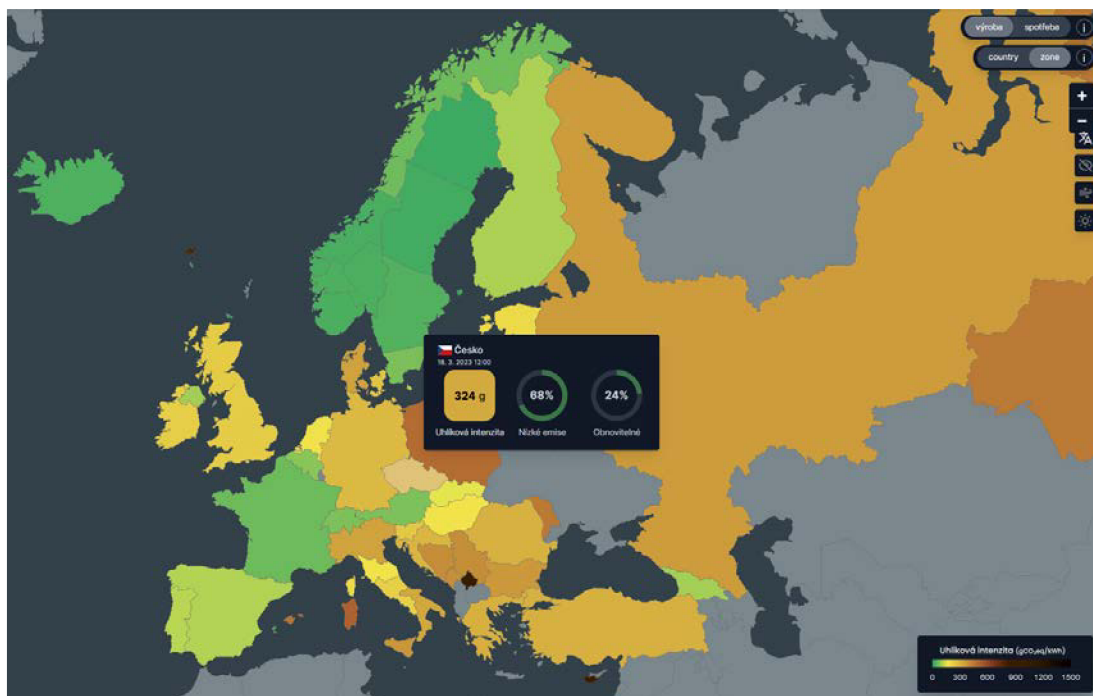 výroba spotřeba i
country zone i
+
−
Česko
18. 3. 2023 12:00
324 g 68% 24%
Uhlíková intenzita Nízké emise Obnovitelné
Uhlíková intenzita (gCO₂eq/kWh)
0 300 600 900 1200 1500